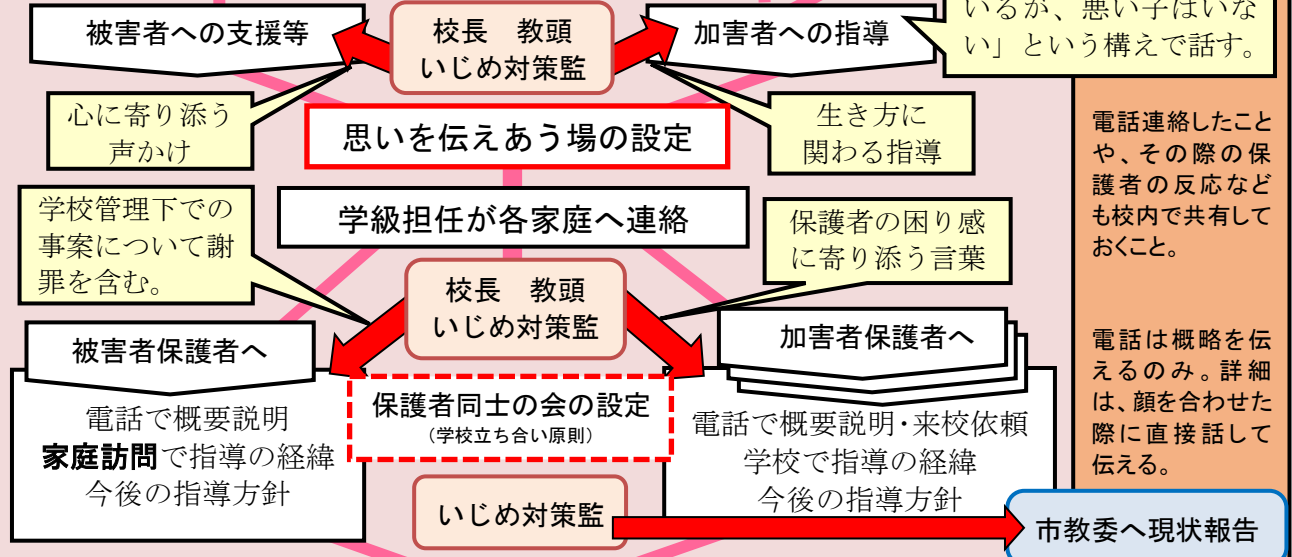 いるが、悪い子はいな
い」という構えで話す。
被害者への支援等
校長　教頭
いじめ対策監
加害者への指導
心に寄り添う
声かけ
思いを伝えあう場の設定
生き方に
関わる指導
電話連絡したこと
や、その際の保
護者の反応など
も校内で共有して
おくこと。
学校管理下での
事案について謝
罪を含む。
学級担任が各家庭へ連絡
保護者の困り感
に寄り添う言葉
校長　教頭
いじめ対策監
被害者保護者へ
加害者保護者へ
電話は概略を伝
えるのみ。詳細
は、顔を合わせた
際に直接話して
伝える。
電話で概要説明
家庭訪問で指導の経緯
今後の指導方針
保護者同士の会の設定
（学校立ち合い原則）
電話で概要説明・来校依頼
学校で指導の経緯
今後の指導方針
いじめ対策監
市教委へ現状報告